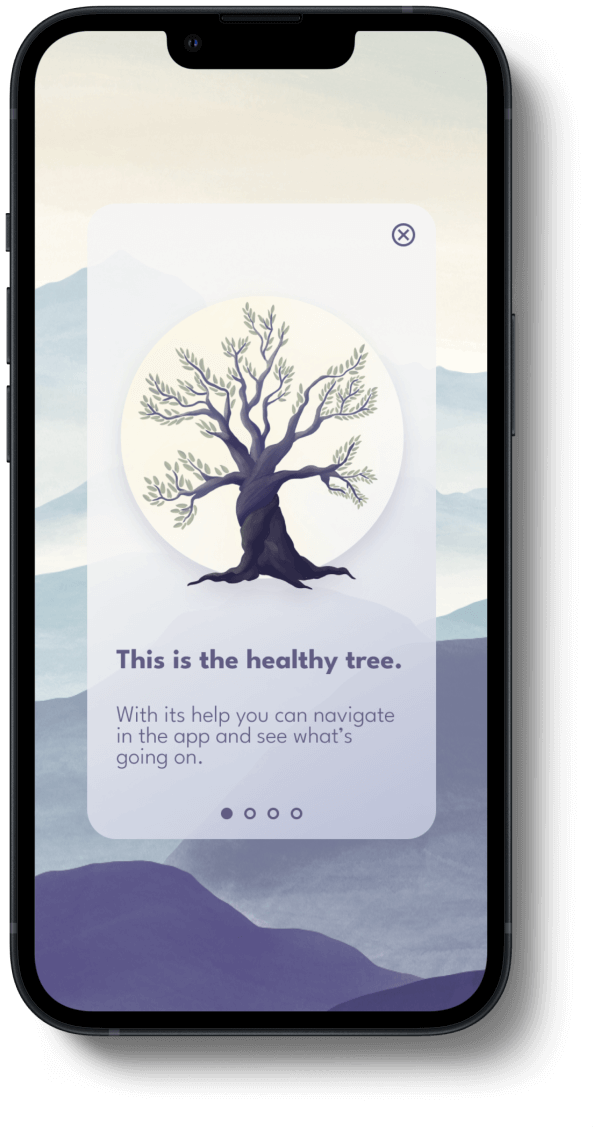 This is the healthy tree.
With its help you can navigate
in the app and see what’s
going on.